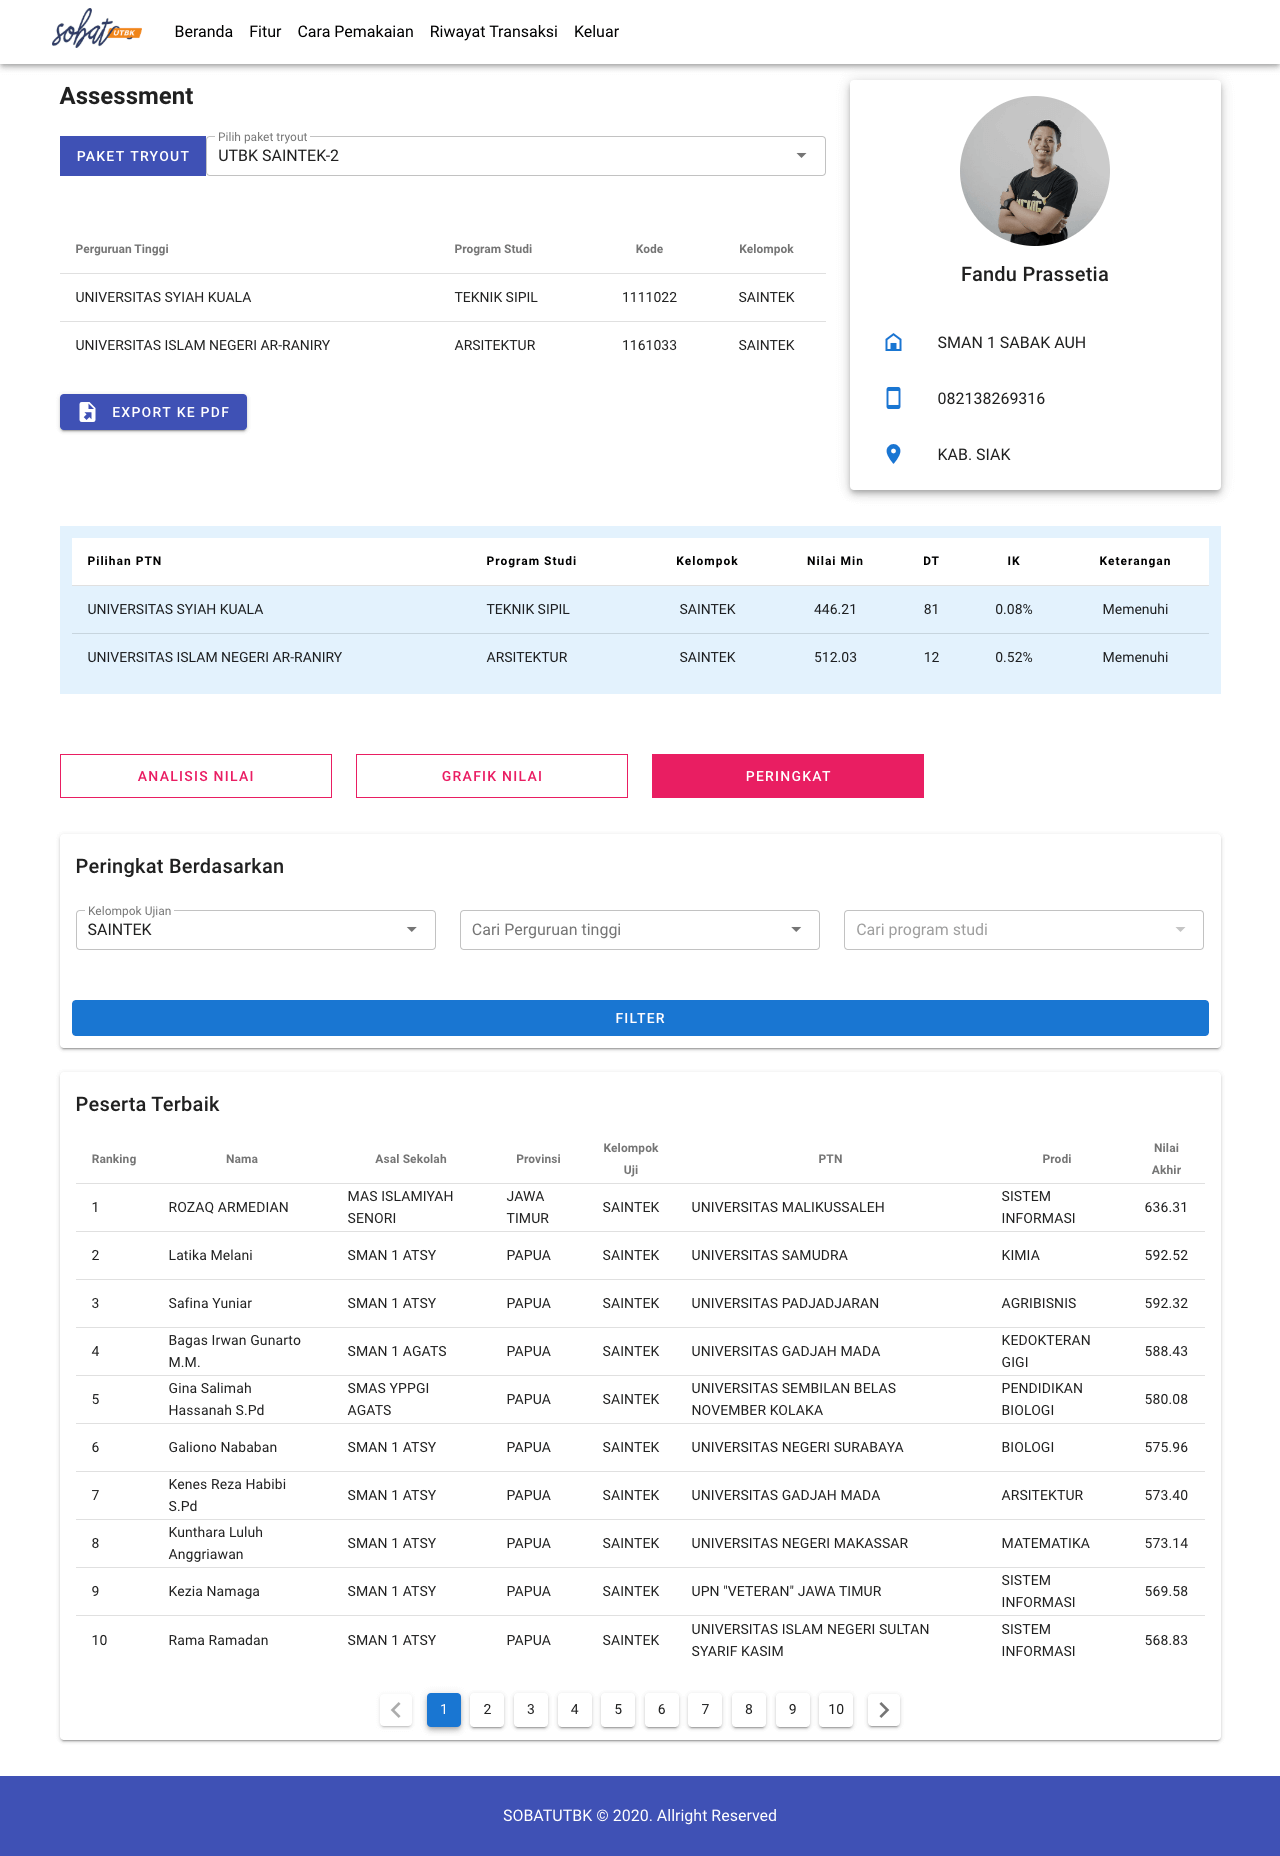 sobat UTBK
Beranda Fitur Cara Pemakaian Riwayat Transaksi Keluar
Assessment
PAKET TRYOUT
Pilih paket tryout
UTBK SAINTEK-2
Perguruan Tinggi Program Studi Kode Kelompok
UNIVERSITAS SYIAH KUALA TEKNIK SIPIL 1111022 SAINTEK
UNIVERSITAS ISLAM NEGERI AR-RANIRY ARSITEKTUR 1161033 SAINTEK
EXPORT KE PDF
Fandu Prassetia
SMAN 1 SABAK AUH
082138269316
KAB. SIAK
Pilihan PTN Program Studi Kelompok Nilai Min DT IK Keterangan
UNIVERSITAS SYIAH KUALA TEKNIK SIPIL SAINTEK 446.21 81 0.08% Memenuhi
UNIVERSITAS ISLAM NEGERI AR-RANIRY ARSITEKTUR SAINTEK 512.03 12 0.52% Memenuhi
ANALISIS NILAI GRAFIK NILAI PERINGKAT
Peringkat Berdasarkan
Kelompok Ujian
SAINTEK Cari Perguruan tinggi Cari program studi
FILTER
Peserta Terbaik
Ranking Nama Asal Sekolah Provinsi Kelompok Uji PTN Prodi Nilai Akhir
1 ROZAQ ARMEDIAN MAS ISLAMIYAH SENORI JAWA TIMUR SAINTEK UNIVERSITAS MALIKUSSALEH SISTEM INFORMASI 636.31
2 Latika Melani SMAN 1 ATSY PAPUA SAINTEK UNIVERSITAS SAMUDRA KIMIA 592.52
3 Safina Yuniar SMAN 1 ATSY PAPUA SAINTEK UNIVERSITAS PADJADJARAN AGRIBISNIS 592.32
4 Bagas Irwan Gunarto M.M. SMAN 1 AGATS PAPUA SAINTEK UNIVERSITAS GADJAH MADA KEDOKTERAN GIGI 588.43
5 Gina Salimah Hassanah S.Pd SMAS YPPGI AGATS PAPUA SAINTEK UNIVERSITAS SEMBILAN BELAS NOVEMBER KOLAKA PENDIDIKAN BIOLOGI 580.08
6 Galiono Nababan SMAN 1 ATSY PAPUA SAINTEK UNIVERSITAS NEGERI SURABAYA BIOLOGI 575.96
7 Kenes Reza Habibi S.Pd SMAN 1 ATSY PAPUA SAINTEK UNIVERSITAS GADJAH MADA ARSITEKTUR 573.40
8 Kunthara Luluh Anggriawan SMAN 1 ATSY PAPUA SAINTEK UNIVERSITAS NEGERI MAKASSAR MATEMATIKA 573.14
9 Kezia Namaga SMAN 1 ATSY PAPUA SAINTEK UPN "VETERAN" JAWA TIMUR SISTEM INFORMASI 569.58
10 Rama Ramadan SMAN 1 ATSY PAPUA SAINTEK UNIVERSITAS ISLAM NEGERI SULTAN SYARIF KASIM SISTEM INFORMASI 568.83
1 2 3 4 5 6 7 8 9 10
SOBATUTBK © 2020. Allright Reserved